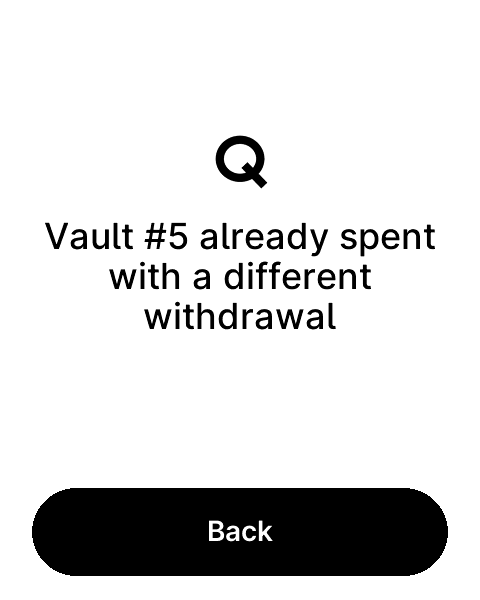 Q
Vault #5 already spent
with a different
withdrawal
Back